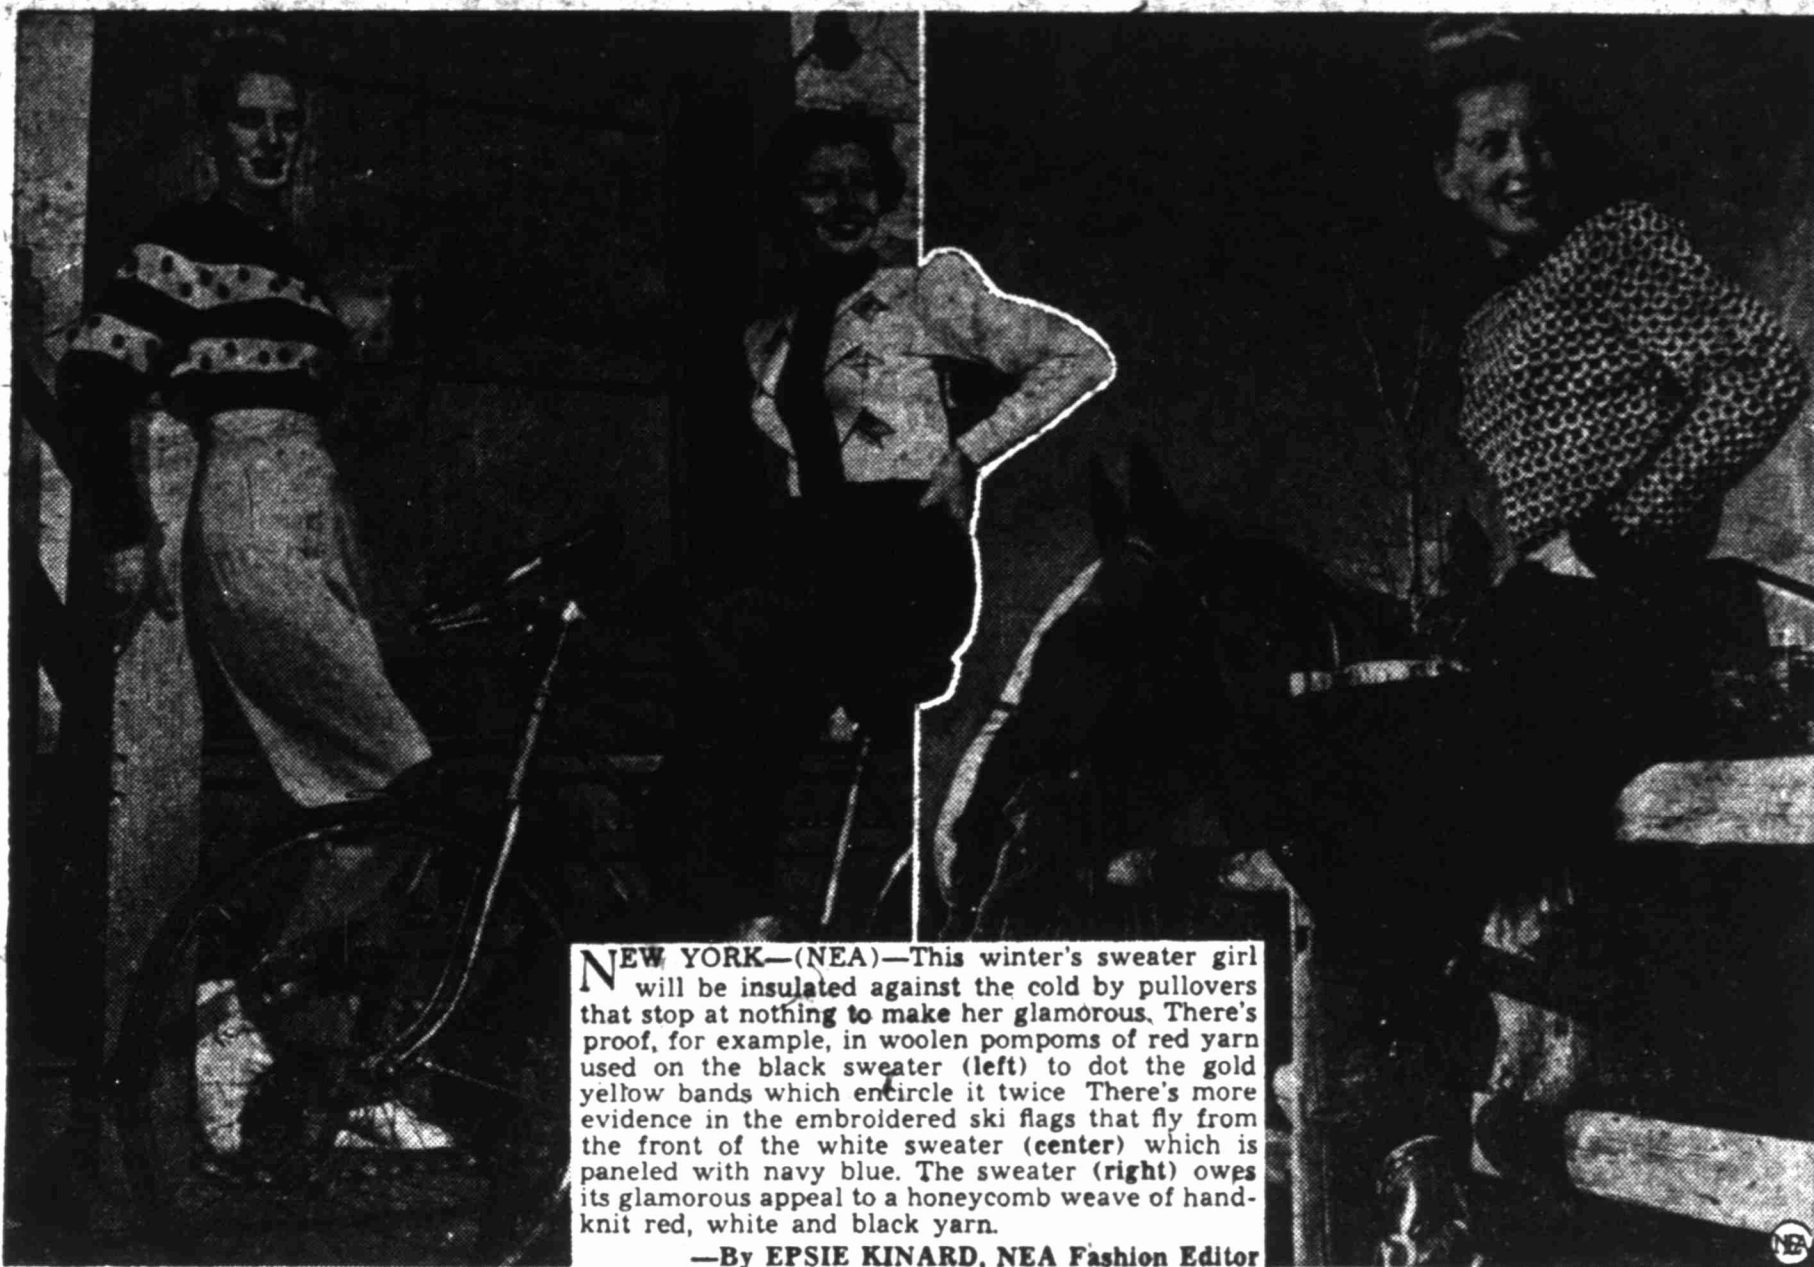 NEW YORK—(NEA)—This winter's sweater girl
will be insulated against the cold by pullovers
that stop at nothing to make her glamorous. There's
proof, for example, in woolen pompoms of red yarn
used on the black sweater (left) to dot the gold
yellow bands which encircle it twice There's more
evidence in the embroidered ski flags that fly from
the front of the white sweater (center) which is
paneled with navy blue. The sweater (right) owes
its glamorous appeal to a honeycomb weave of hand-
knit red, white and black yarn.
—By EPSIE KINARD, NEA Fashion Editor
NEA